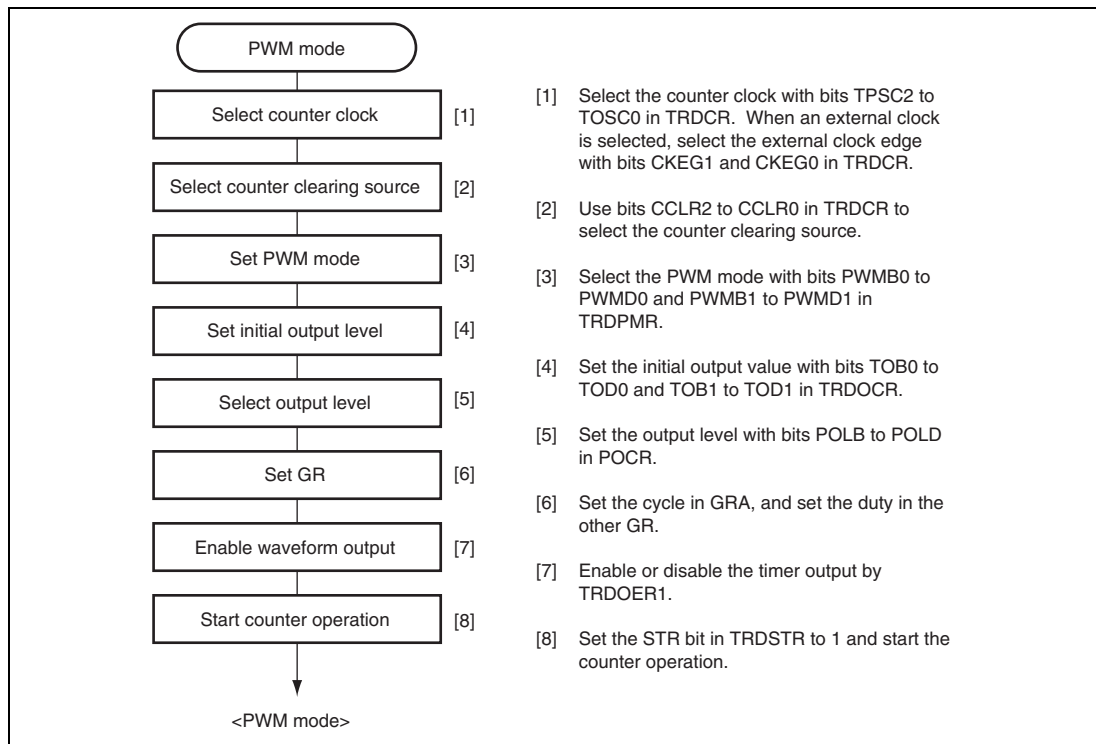 PWM mode
Select counter clock [1]
Select counter clearing source [2]
Set PWM mode [3]
Set initial output level [4]
Select output level [5]
Set GR [6]
Enable waveform output [7]
Start counter operation [8]
<PWM mode>
[1] Select the counter clock with bits TPSC2 to
TOSC0 in TRDCR. When an external clock
is selected, select the external clock edge
with bits CKEG1 and CKEG0 in TRDCR.
[2] Use bits CCLR2 to CCLR0 in TRDCR to
select the counter clearing source.
[3] Select the PWM mode with bits PWMB0 to
PWMD0 and PWMB1 to PWMD1 in
TRDPMR.
[4] Set the initial output value with bits TOB0 to
TOD0 and TOB1 to TOD1 in TRDOCR.
[5] Set the output level with bits POLB to POLD
in POCR.
[6] Set the cycle in GRA, and set the duty in the
other GR.
[7] Enable or disable the timer output by
TRDOER1.
[8] Set the STR bit in TRDSTR to 1 and start the
counter operation.